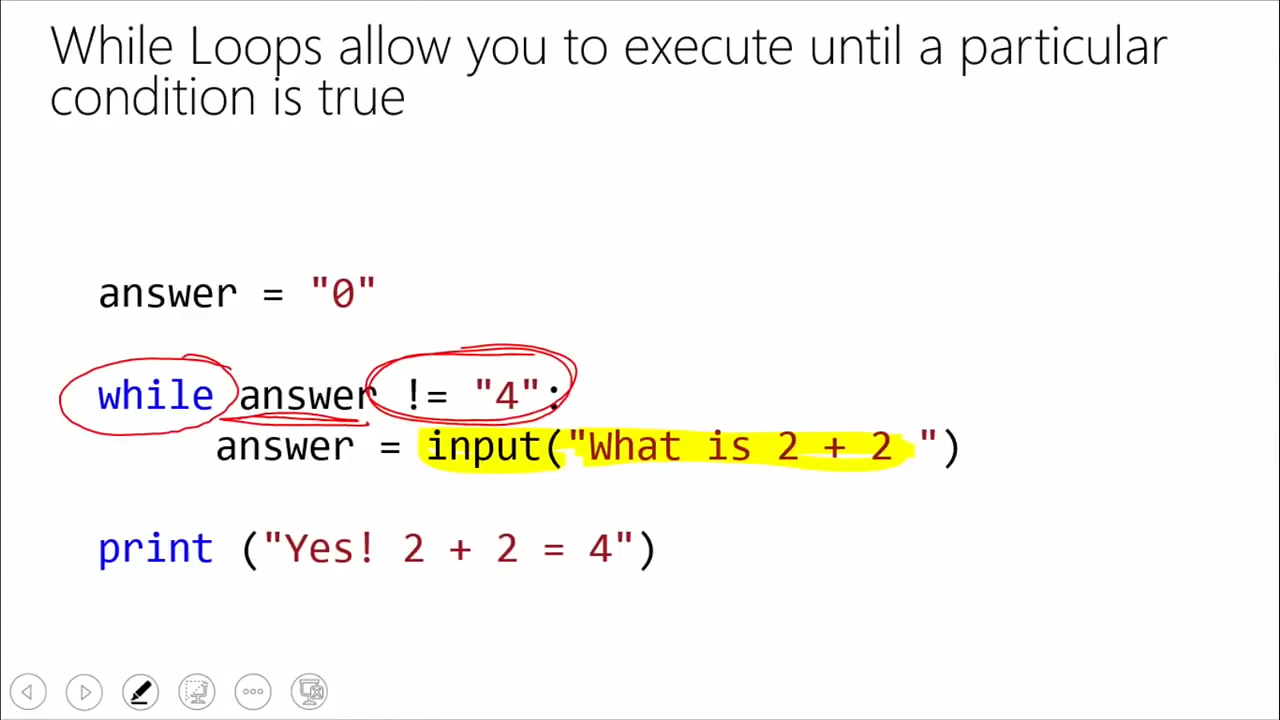 While Loops allow you to execute until a particular
condition is true
answer = "0"
while answer != "4":
answer = input("What is 2 + 2 ")
print ("Yes! 2 + 2 = 4")